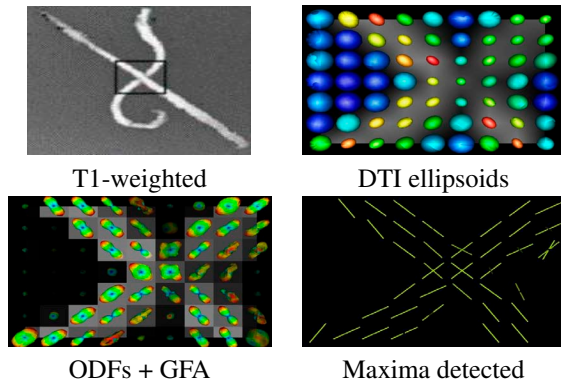 T1-weighted
DTI ellipsoids
ODFs + GFA
Maxima detected